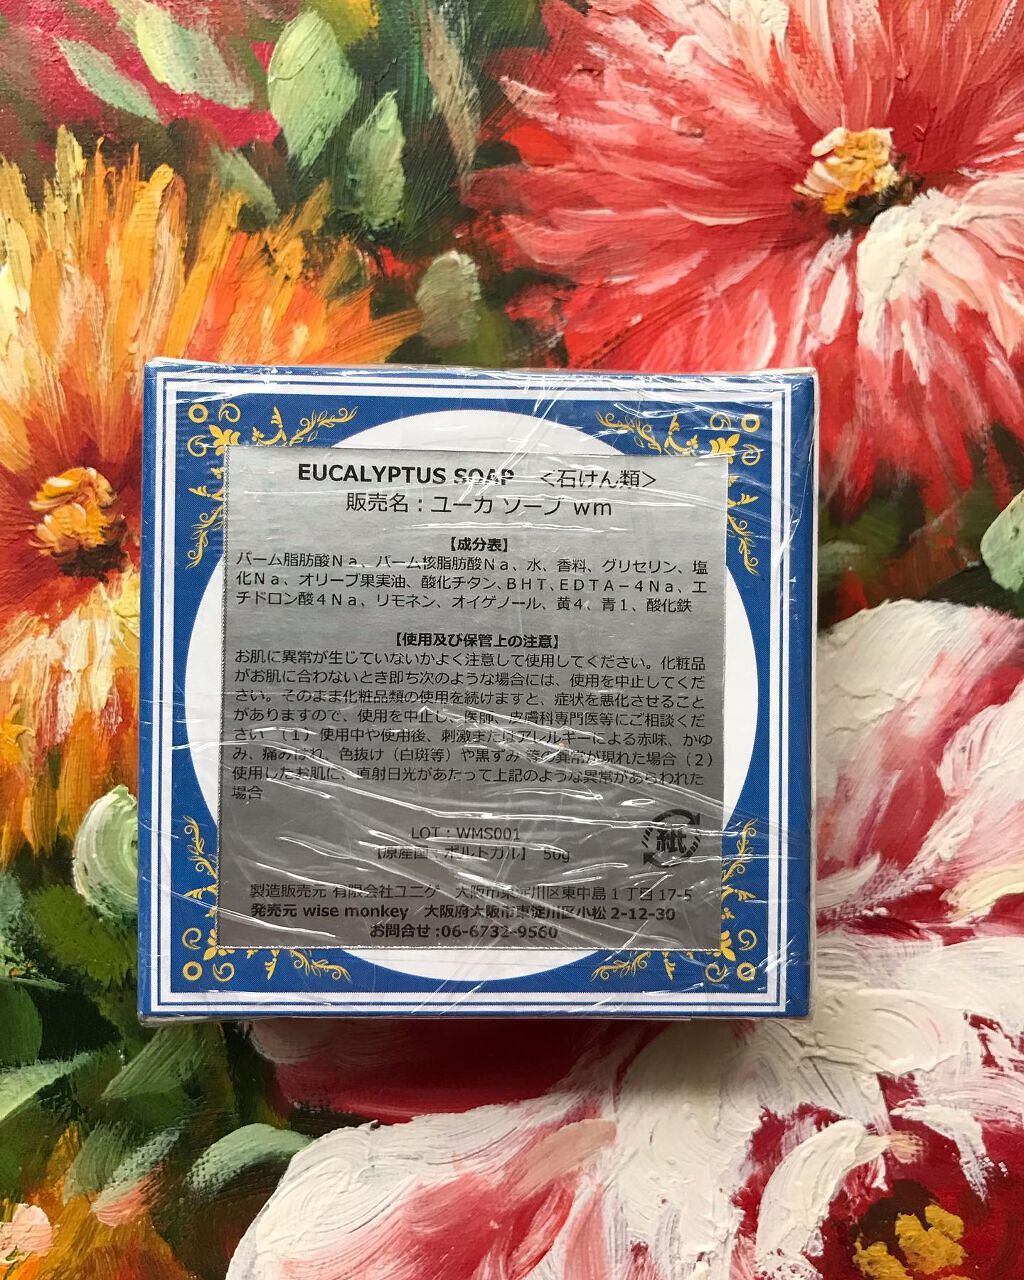 EUCALYPTUS SOAP ＜石けん類＞
販売名：ユーカ ソープ wm
【成分表】
パーム脂肪酸Ｎａ、パーム核脂肪酸Ｎａ、水、香料、グリセリン、塩
化Ｎａ、オリーブ果実油、酸化チタン、ＢＨＴ、ＥＤＴＡ－４Ｎａ、エ
チドロン酸４Ｎａ、リモネン、オイゲノール、黄４、青１、酸化鉄
【使用及び保管上の注意】
お肌に異常が生じていないかよく注意して使用してください。化粧品
がお肌に合わないとき即ち次のような場合には、使用を中止してくだ
さい。そのまま化粧品類の使用を続けますと、症状を悪化させること
がありますので、使用を中止し、医師、皮膚科専門医等にご相談くだ
さい （１）使用中や使用後、刺激またはアレルギーによる赤味、かゆ
み、痛みはれ、色抜け（白斑等）や黒ずみ 等の異常が現れた場合（２）
使用したお肌に、直射日光があたって上記のような異常があらわれた
場合
LOT：WMS001
【原産国：ポルトガル】 50g
紙
製造販売元 有限会社ユニゲ 大阪市東淀川区東中島１丁目 17-5
発売元 wise monkey 大阪府大阪市東淀川区小松 2-12-30
お問合せ：06-6732-9560